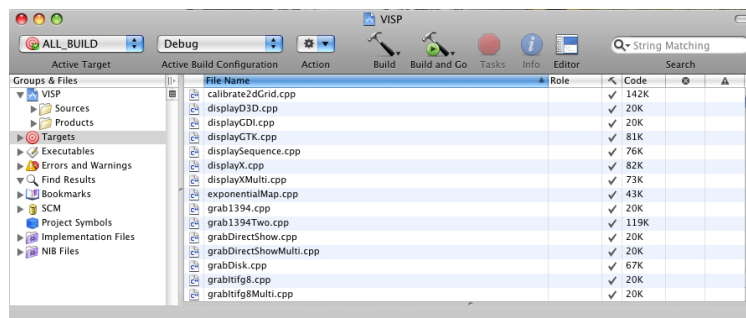 VISP
ALL_BUILD Debug String Matching
Active Target Active Build Configuration Action Build Build and Go Tasks Info Editor Search
Groups & Files File Name Role Code
VISP calibrate2dGrid.cpp 142K
Sources displayD3D.cpp 20K
Products displayGDI.cpp 20K
Targets displayGTK.cpp 81K
Executables displaySequence.cpp 76K
Errors and Warnings displayX.cpp 82K
Find Results displayXMulti.cpp 73K
Bookmarks exponentialMap.cpp 43K
SCM grab1394.cpp 20K
Project Symbols grab1394Two.cpp 119K
Implementation Files grabDirectShow.cpp 20K
NIB Files grabDirectShowMulti.cpp 20K
grabDisk.cpp 67K
grabItifg8.cpp 20K
grabItifg8Multi.cpp 20K